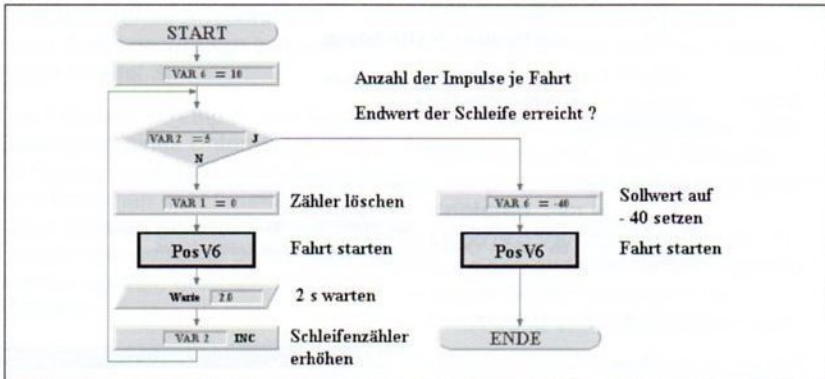 START
VAR 6 = 10
Anzahl der Impulse je Fahrt
Endwert der Schleife erreicht ?
VAR 2 = 5 J
N
VAR 1 = 0
Zähler löschen
VAR 6 = -40
Sollwert auf
- 40 setzen
PosV6
Fahrt starten
PosV6
Fahrt starten
Warte 2.0
2 s warten
VAR 2 INC
Schleifenzähler
erhöhen
ENDE